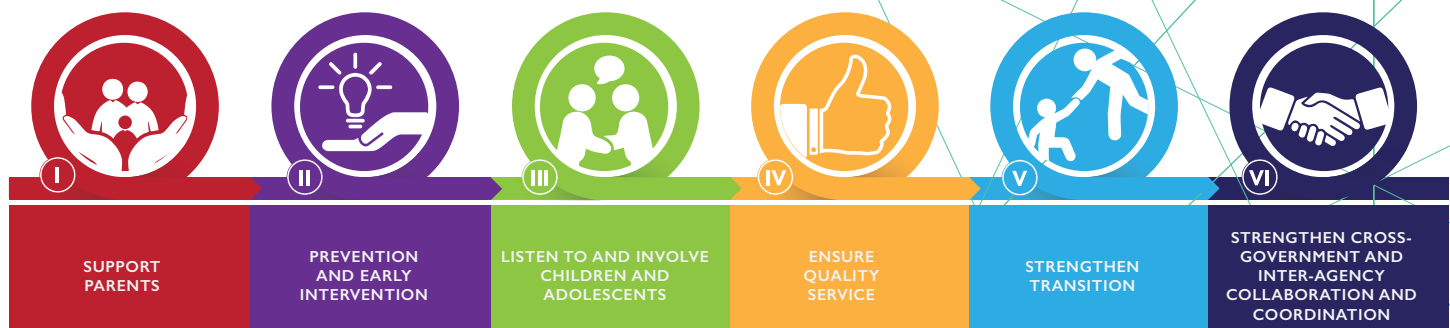 I
II
III
IV
V
VI
SUPPORT
PARENTS
PREVENTION
AND EARLY
INTERVENTION
LISTEN TO AND INVOLVE
CHILDREN AND
ADOLESCENTS
ENSURE
QUALITY
SERVICE
STRENGTHEN
TRANSITION
STRENGTHEN CROSS-
GOVERNMENT AND
INTER-AGENCY
COLLABORATION AND
COORDINATION